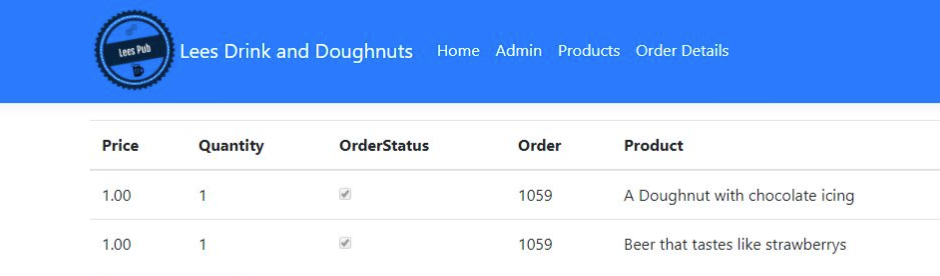 Lees Pub
Lees Drink and Doughnuts Home Admin Products Order Details
Price Quantity OrderStatus Order Product
1.00 1 1059 A Doughnut with chocolate icing
1.00 1 1059 Beer that tastes like strawberrys